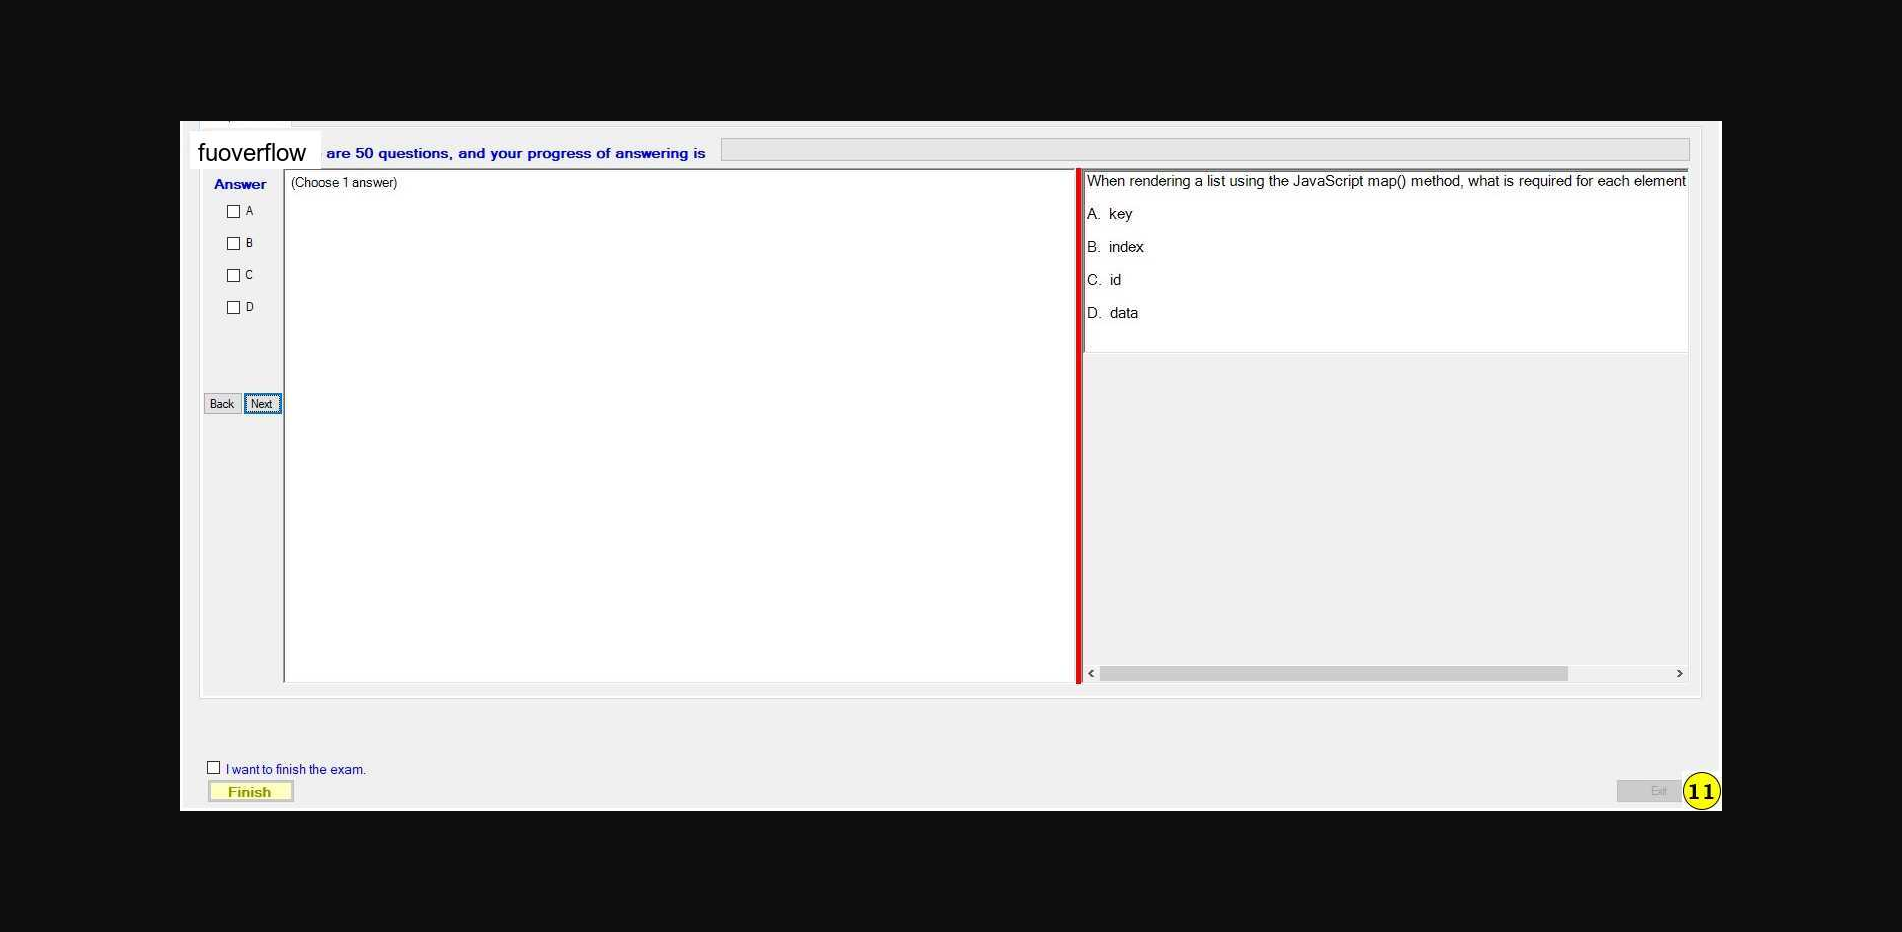 fuoverflow are 50 questions, and your progress of answering is
Answer
A
B
C
D
Back Next
(Choose 1 answer)
When rendering a list using the JavaScript map() method, what is required for each element
A. key
B. index
C. id
D. data
I want to finish the exam.
Finish
Exit
11